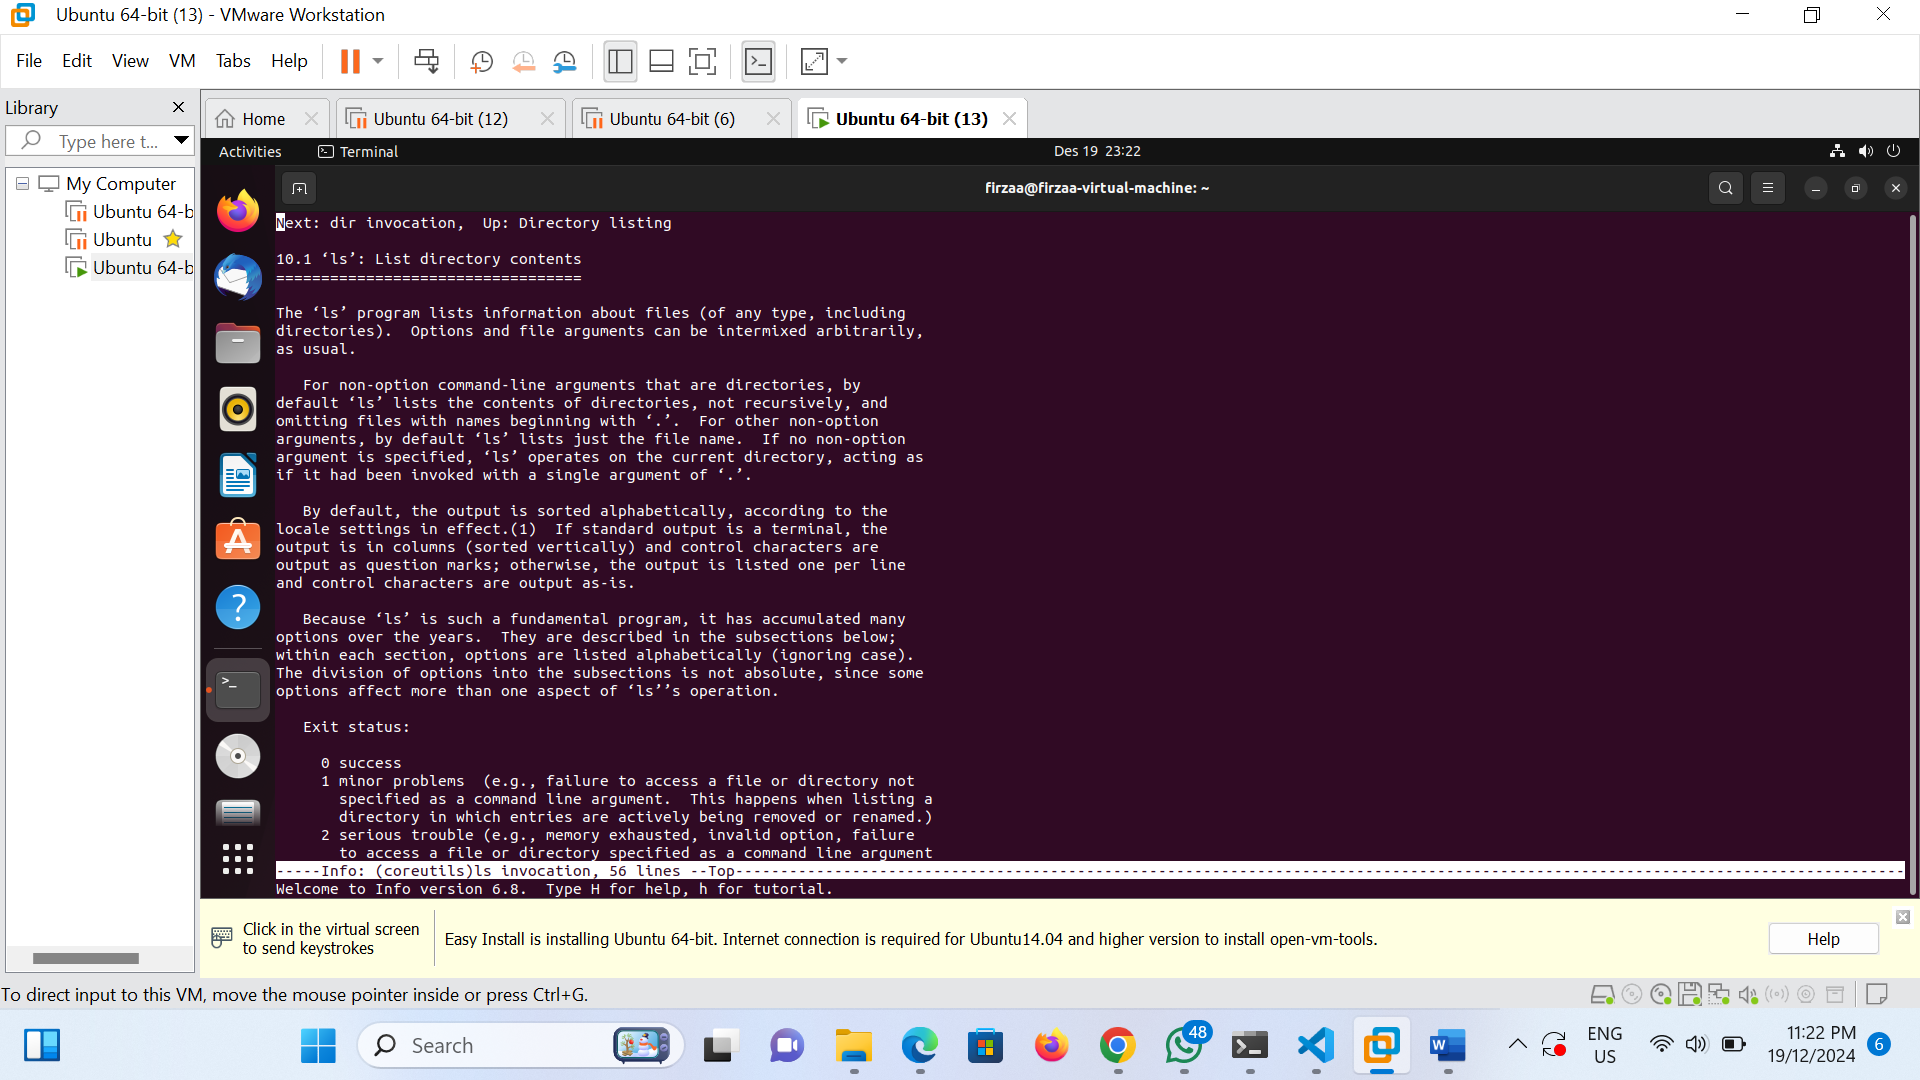 Ubuntu 64-bit (13) - VMware Workstation
File Edit View VM Tabs Help
Library
Type here t...
My Computer
Ubuntu 64-b
Ubuntu
Ubuntu 64-b
Home
Ubuntu 64-bit (12)
Ubuntu 64-bit (6)
Ubuntu 64-bit (13)
Activities
Terminal
Des 19 23:22
firzaa@firzaa-virtual-machine: ~
Next: dir invocation,  Up: Directory listing
10.1 ‘ls’: List directory contents
==================================
The ‘ls’ program lists information about files (of any type, including
directories).  Options and file arguments can be intermixed arbitrarily,
as usual.
For non-option command-line arguments that are directories, by
default ‘ls’ lists the contents of directories, not recursively, and
omitting files with names beginning with ‘.’.  For other non-option
arguments, by default ‘ls’ lists just the file name.  If no non-option
argument is specified, ‘ls’ operates on the current directory, acting as
if it had been invoked with a single argument of ‘.’.
By default, the output is sorted alphabetically, according to the
locale settings in effect.(1)  If standard output is a terminal, the
output is in columns (sorted vertically) and control characters are
output as question marks; otherwise, the output is listed one per line
and control characters are output as-is.
Because ‘ls’ is such a fundamental program, it has accumulated many
options over the years.  They are described in the subsections below;
within each section, options are listed alphabetically (ignoring case).
The division of options into the subsections is not absolute, since some
options affect more than one aspect of ‘ls’’s operation.
Exit status:
0 success
1 minor problems  (e.g., failure to access a file or directory not
specified as a command line argument.  This happens when listing a
directory in which entries are actively being removed or renamed.)
2 serious trouble (e.g., memory exhausted, invalid option, failure
to access a file or directory specified as a command line argument
-----Info: (coreutils)ls invocation, 56 lines --Top-----
Welcome to Info version 6.8.  Type H for help, h for tutorial.
Click in the virtual screen
to send keystrokes
Easy Install is installing Ubuntu 64-bit. Internet connection is required for Ubuntu14.04 and higher version to install open-vm-tools.
Help
To direct input to this VM, move the mouse pointer inside or press Ctrl+G.
Search
48
ENG
US
11:22 PM
19/12/2024
6